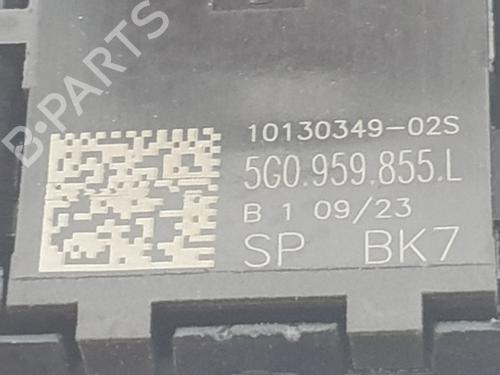 B-PARTS
10130349-02S
5G0.959.855.L
B 1 09/23
SP BK7